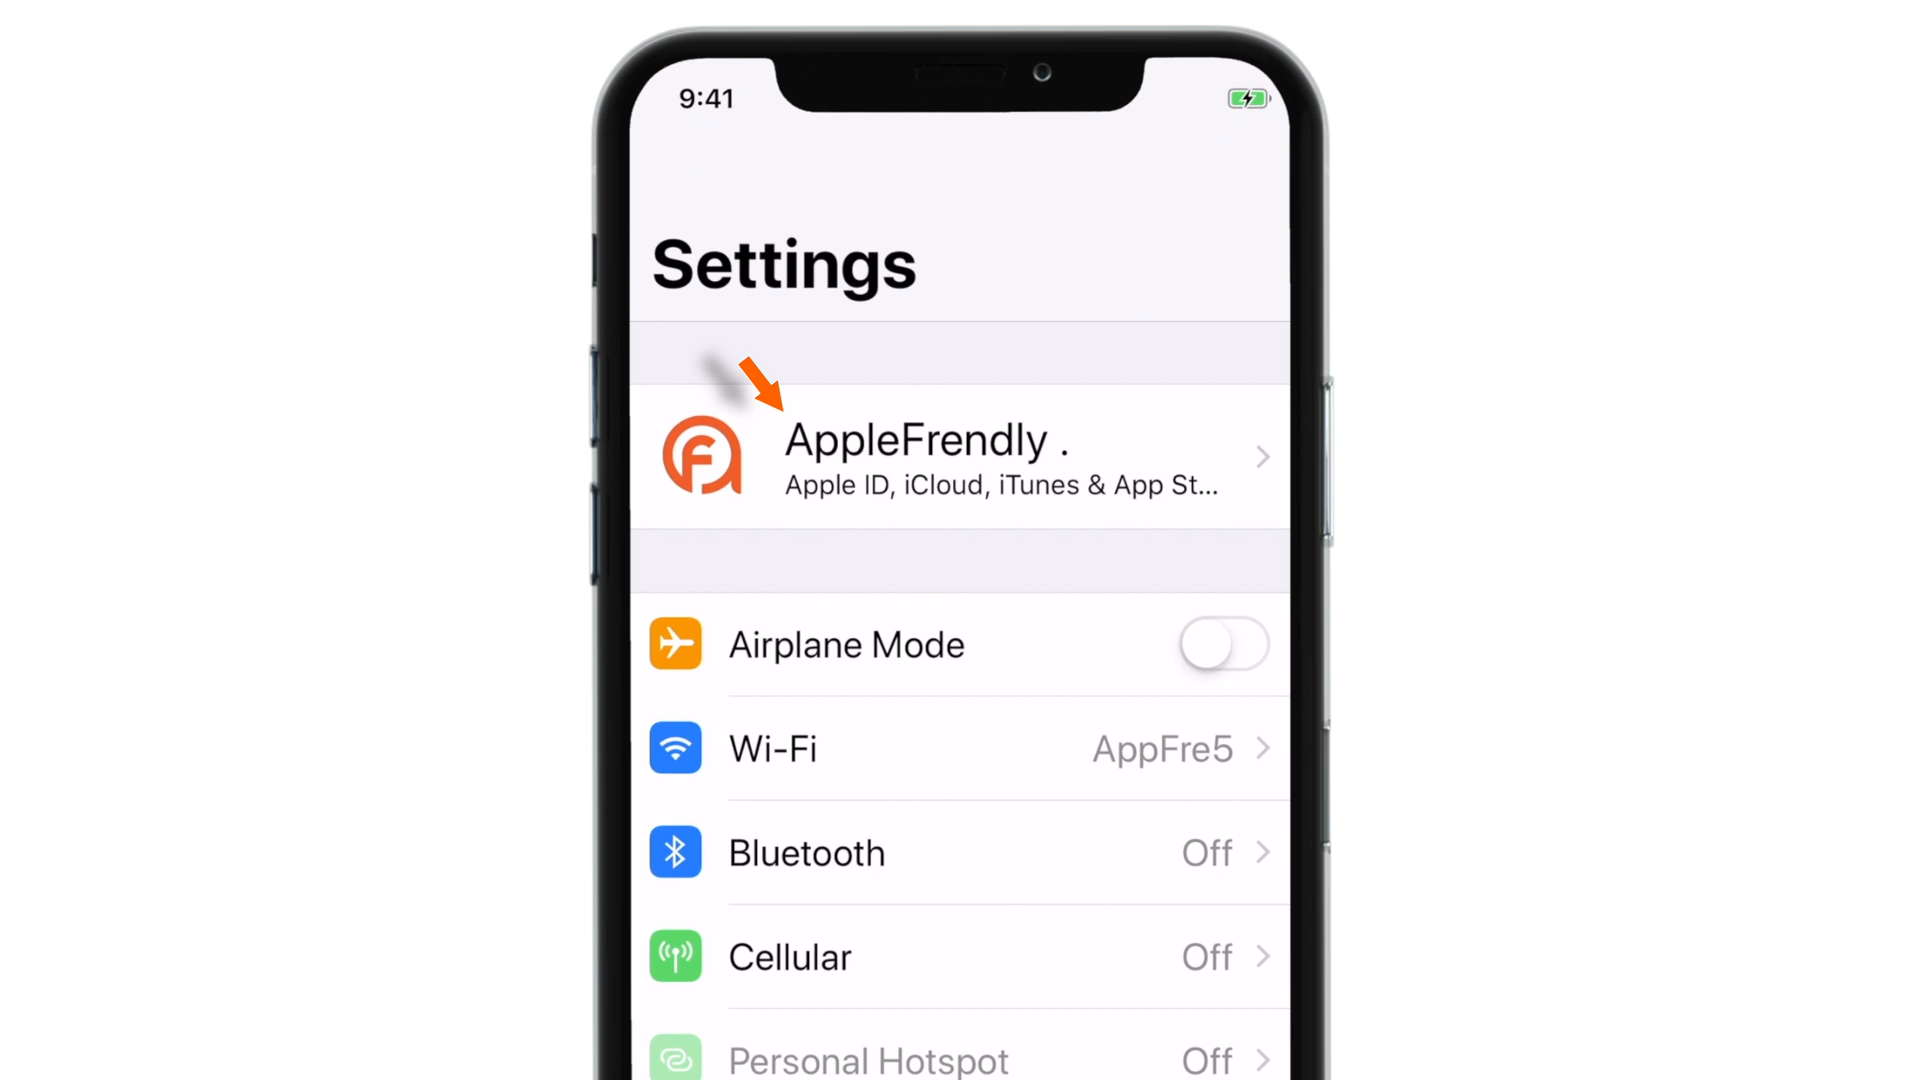 9:41
Settings
AppleFrendly .
Apple ID, iCloud, iTunes & App St...
Airplane Mode
Wi-Fi AppFre5
Bluetooth Off
Cellular Off
Personal Hotspot Off